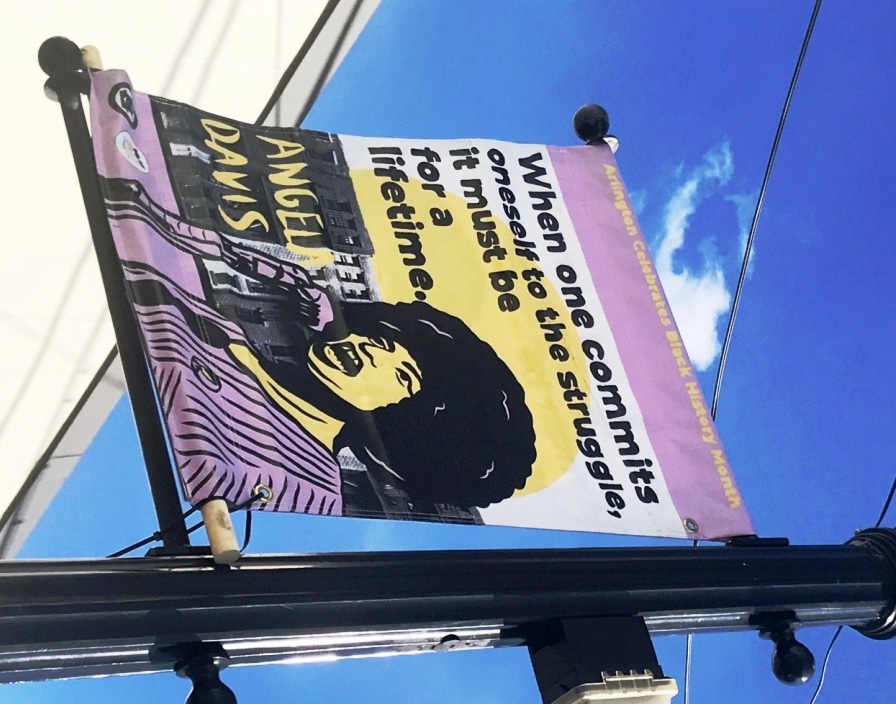 Arlington Celebrates Black History Month
When one commits
oneself to the struggle,
it must be
for a
lifetime.
ANGELA
DAVIS